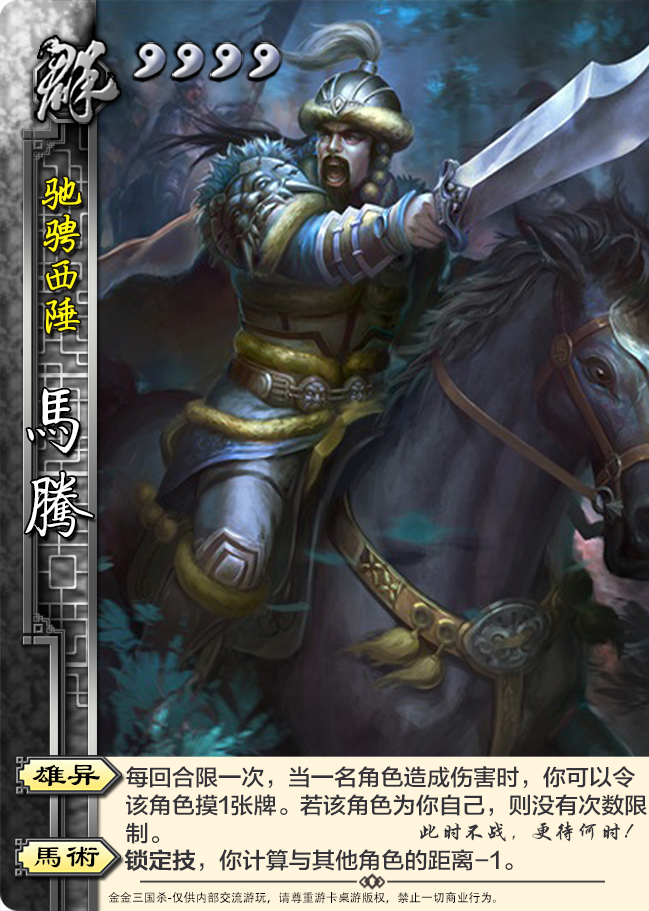 群
驰骋西陲
馬騰
雄异
每回合限一次，当一名角色造成伤害时，你可以令
该角色摸1张牌。若该角色为你自己，则没有次数限
制。
此时不战，更待何时！
馬術
锁定技，你计算与其他角色的距离-1。
金金三国杀-仅供内部交流游玩，请尊重游卡桌游版权，禁止一切商业行为。